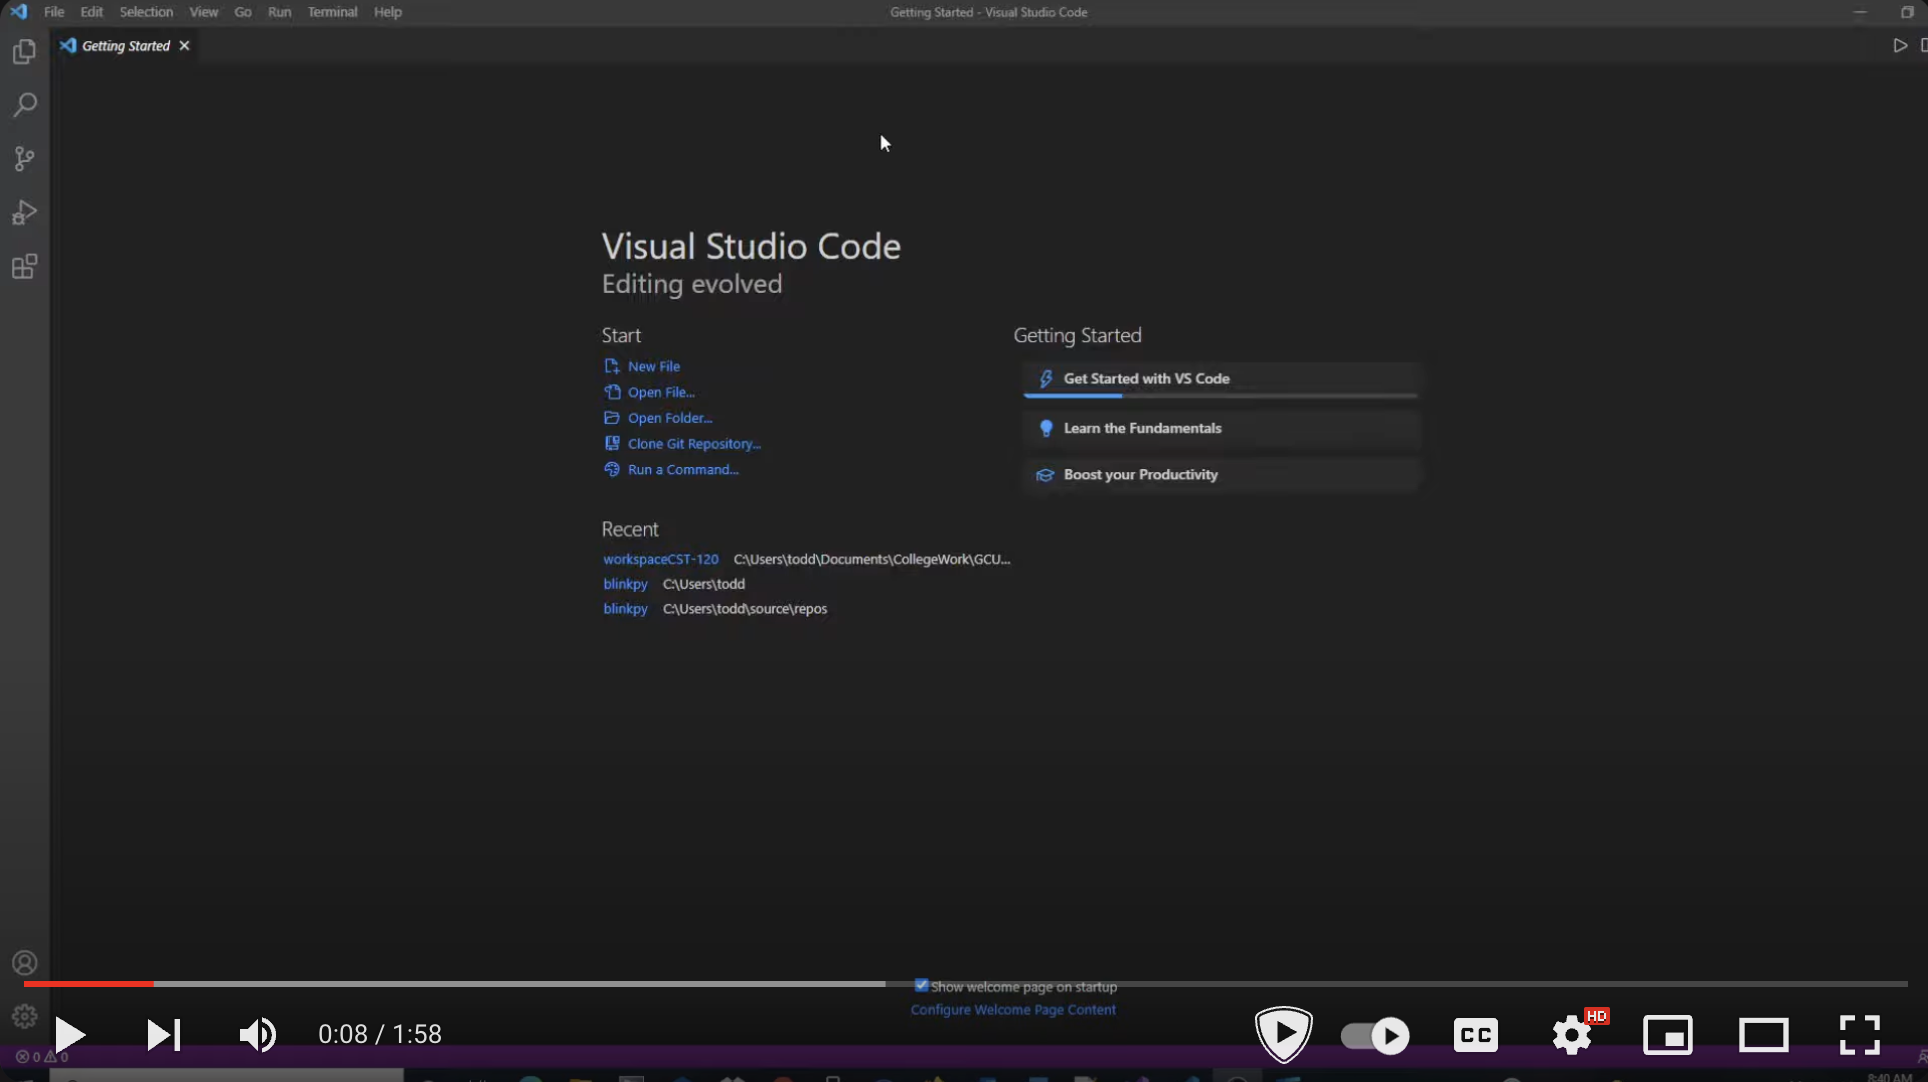 File Edit Selection View Go Run Terminal Help
Getting Started - Visual Studio Code
Getting Started
Visual Studio Code
Editing evolved
Start
New File
Open File...
Open Folder...
Clone Git Repository...
Run a Command...
Getting Started
Get Started with VS Code
Learn the Fundamentals
Boost your Productivity
Recent
workspaceCST-120 C:\Users\todd\Documents\CollegeWork\GCU...
blinkpy C:\Users\todd
blinkpy C:\Users\todd\source\repos
Show welcome page on startup
Configure Welcome Page Content
0:08 / 1:58
CC
HD
0 0
8:40 AM